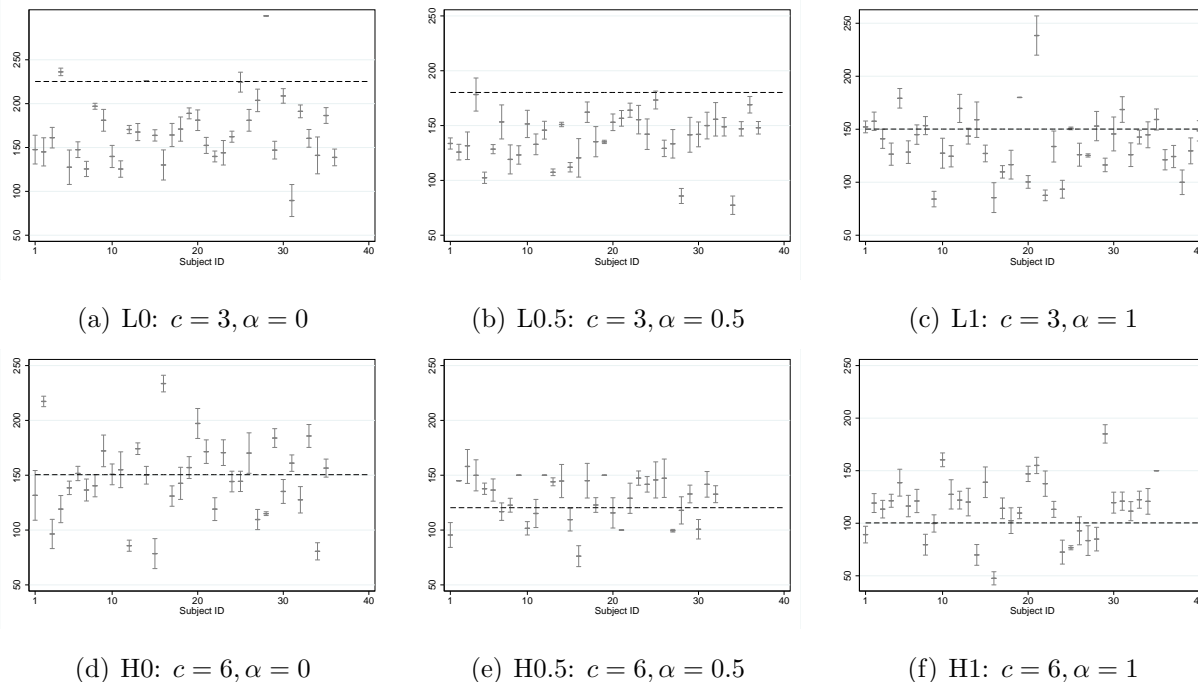 250
200
150
100
50
1 10 20 30 40
Subject ID
250
200
150
100
50
1 10 20 30 40
Subject ID
250
200
150
100
50
1 10 20 30 40
Subject ID
(a) L0: c = 3, α = 0
(b) L0.5: c = 3, α = 0.5
(c) L1: c = 3, α = 1
250
200
150
100
50
1 10 20 30 40
Subject ID
250
200
150
100
50
1 10 20 30 40
Subject ID
250
200
150
100
50
1 10 20 30 40
Subject ID
(d) H0: c = 6, α = 0
(e) H0.5: c = 6, α = 0.5
(f) H1: c = 6, α = 1